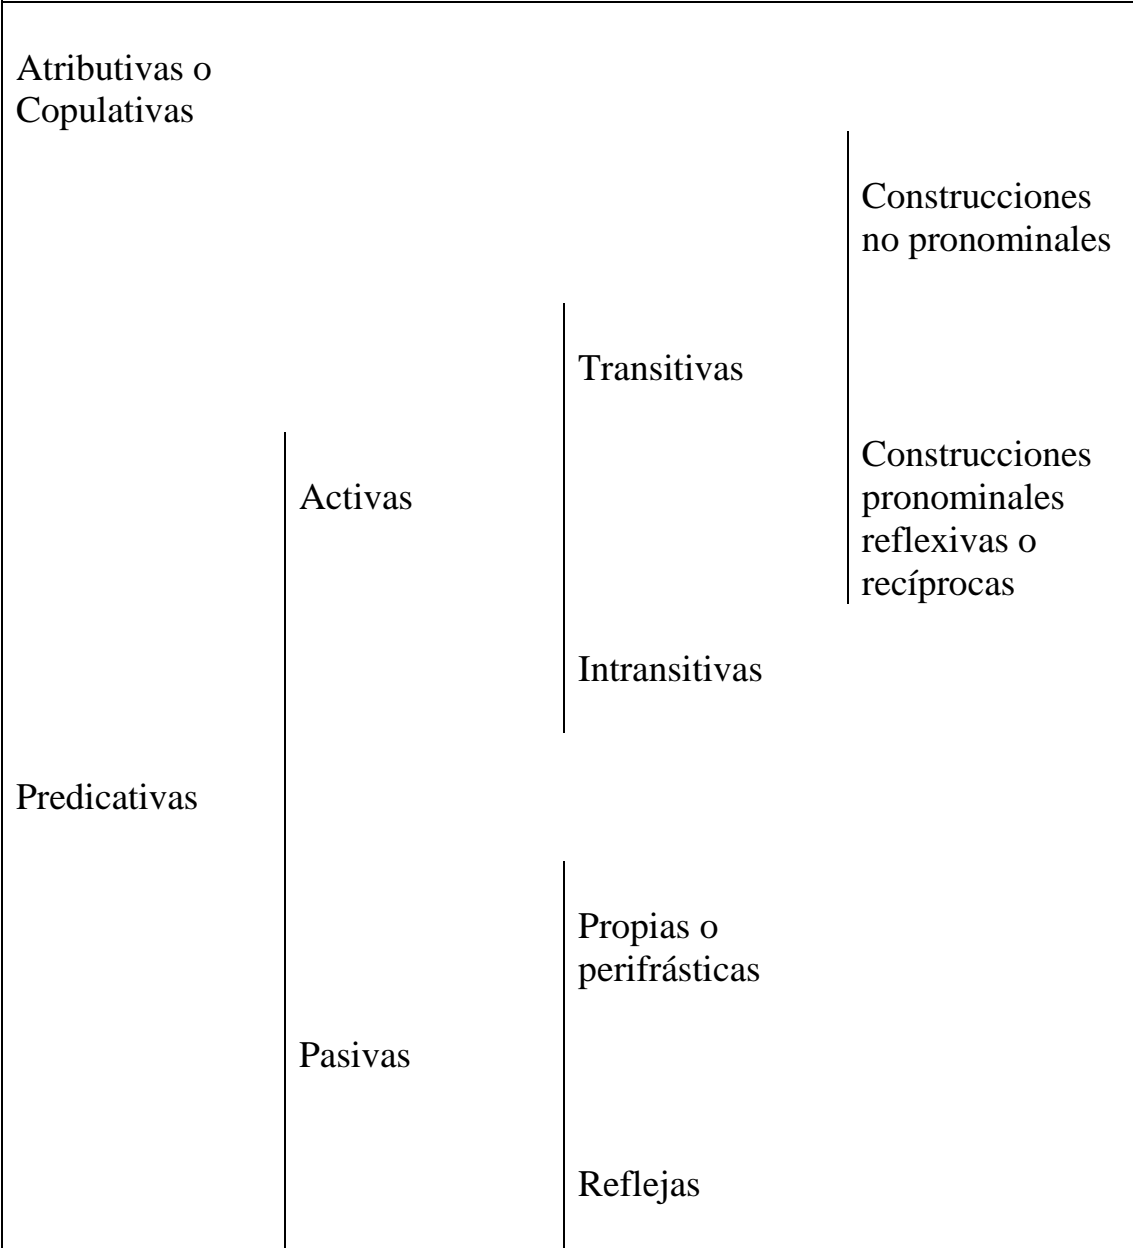 Atributivas o
Copulativas
Construcciones
no pronominales
Transitivas
Construcciones
pronominales
reflexivas o
recíprocas
Activas
Intransitivas
Predicativas
Propias o
perifrásticas
Pasivas
Reflejas